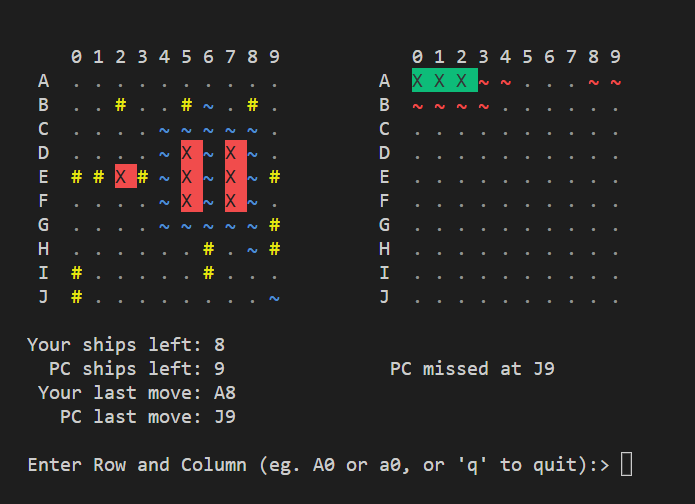 0 1 2 3 4 5 6 7 8 9 0 1 2 3 4 5 6 7 8 9
A . . . . . . . . . . A X X X ~ ~ . . . ~ ~
B . . # . . # ~ . # . B ~ ~ ~ ~ . . . . . .
C . . . . ~ ~ ~ ~ ~ . C . . . . . . . . . .
D . . . . ~ X ~ X ~ . D . . . . . . . . . .
E # # X # ~ X ~ X ~ # E . . . . . . . . . .
F . . . . ~ X ~ X ~ . F . . . . . . . . . .
G . . . . ~ ~ ~ ~ ~ # G . . . . . . . . . .
H . . . . . . # . ~ # H . . . . . . . . . .
I # . . . . . # . . . I . . . . . . . . . .
J # . . . . . . . . ~ J . . . . . . . . . .
Your ships left: 8
PC ships left: 9 PC missed at J9
Your last move: A8
PC last move: J9
Enter Row and Column (eg. A0 or a0, or 'q' to quit):>